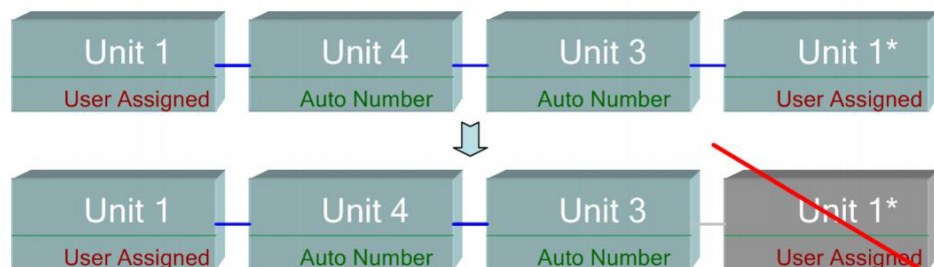 Unit 1 Unit 4 Unit 3 Unit 1*
User Assigned Auto Number Auto Number User Assigned
Unit 1 Unit 4 Unit 3 Unit 1*
User Assigned Auto Number Auto Number User Assigned